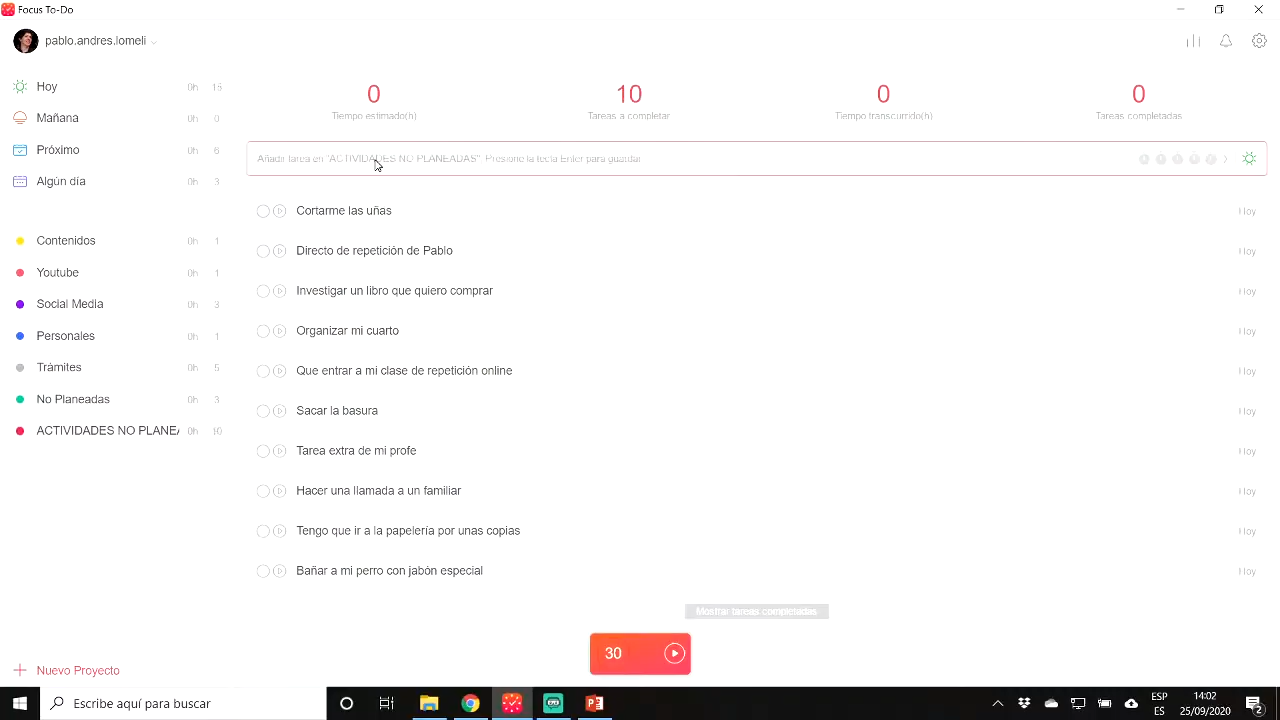 Focus To-Do
pablo.andres.lomeli
Hoy 0h 15
Mañana 0h 0
Próximo 0h 6
Algún día 0h 3
Contenidos 0h 1
Youtube 0h 1
Social Media 0h 3
Personales 0h 1
Trámites 0h 5
No Planeadas 0h 3
ACTIVIDADES NO PLANEA 0h 10
Nuevo Proyecto
0 10 0 0
Tiempo estimado(h) Tareas a completar Tiempo transcurrido(h) Tareas completadas
Añadir tarea en "ACTIVIDADES NO PLANEADAS". Presione la tecla Enter para guardar
Cortarme las uñas Hoy
Directo de repetición de Pablo Hoy
Investigar un libro que quiero comprar Hoy
Organizar mi cuarto Hoy
Que entrar a mi clase de repetición online Hoy
Sacar la basura Hoy
Tarea extra de mi profe Hoy
Hacer una llamada a un familiar Hoy
Tengo que ir a la papelería por unas copias Hoy
Bañar a mi perro con jabón especial Hoy
Mostrar tareas completadas
30
Escribe aquí para buscar
ESP
ES
14:02
25/09/2020
2